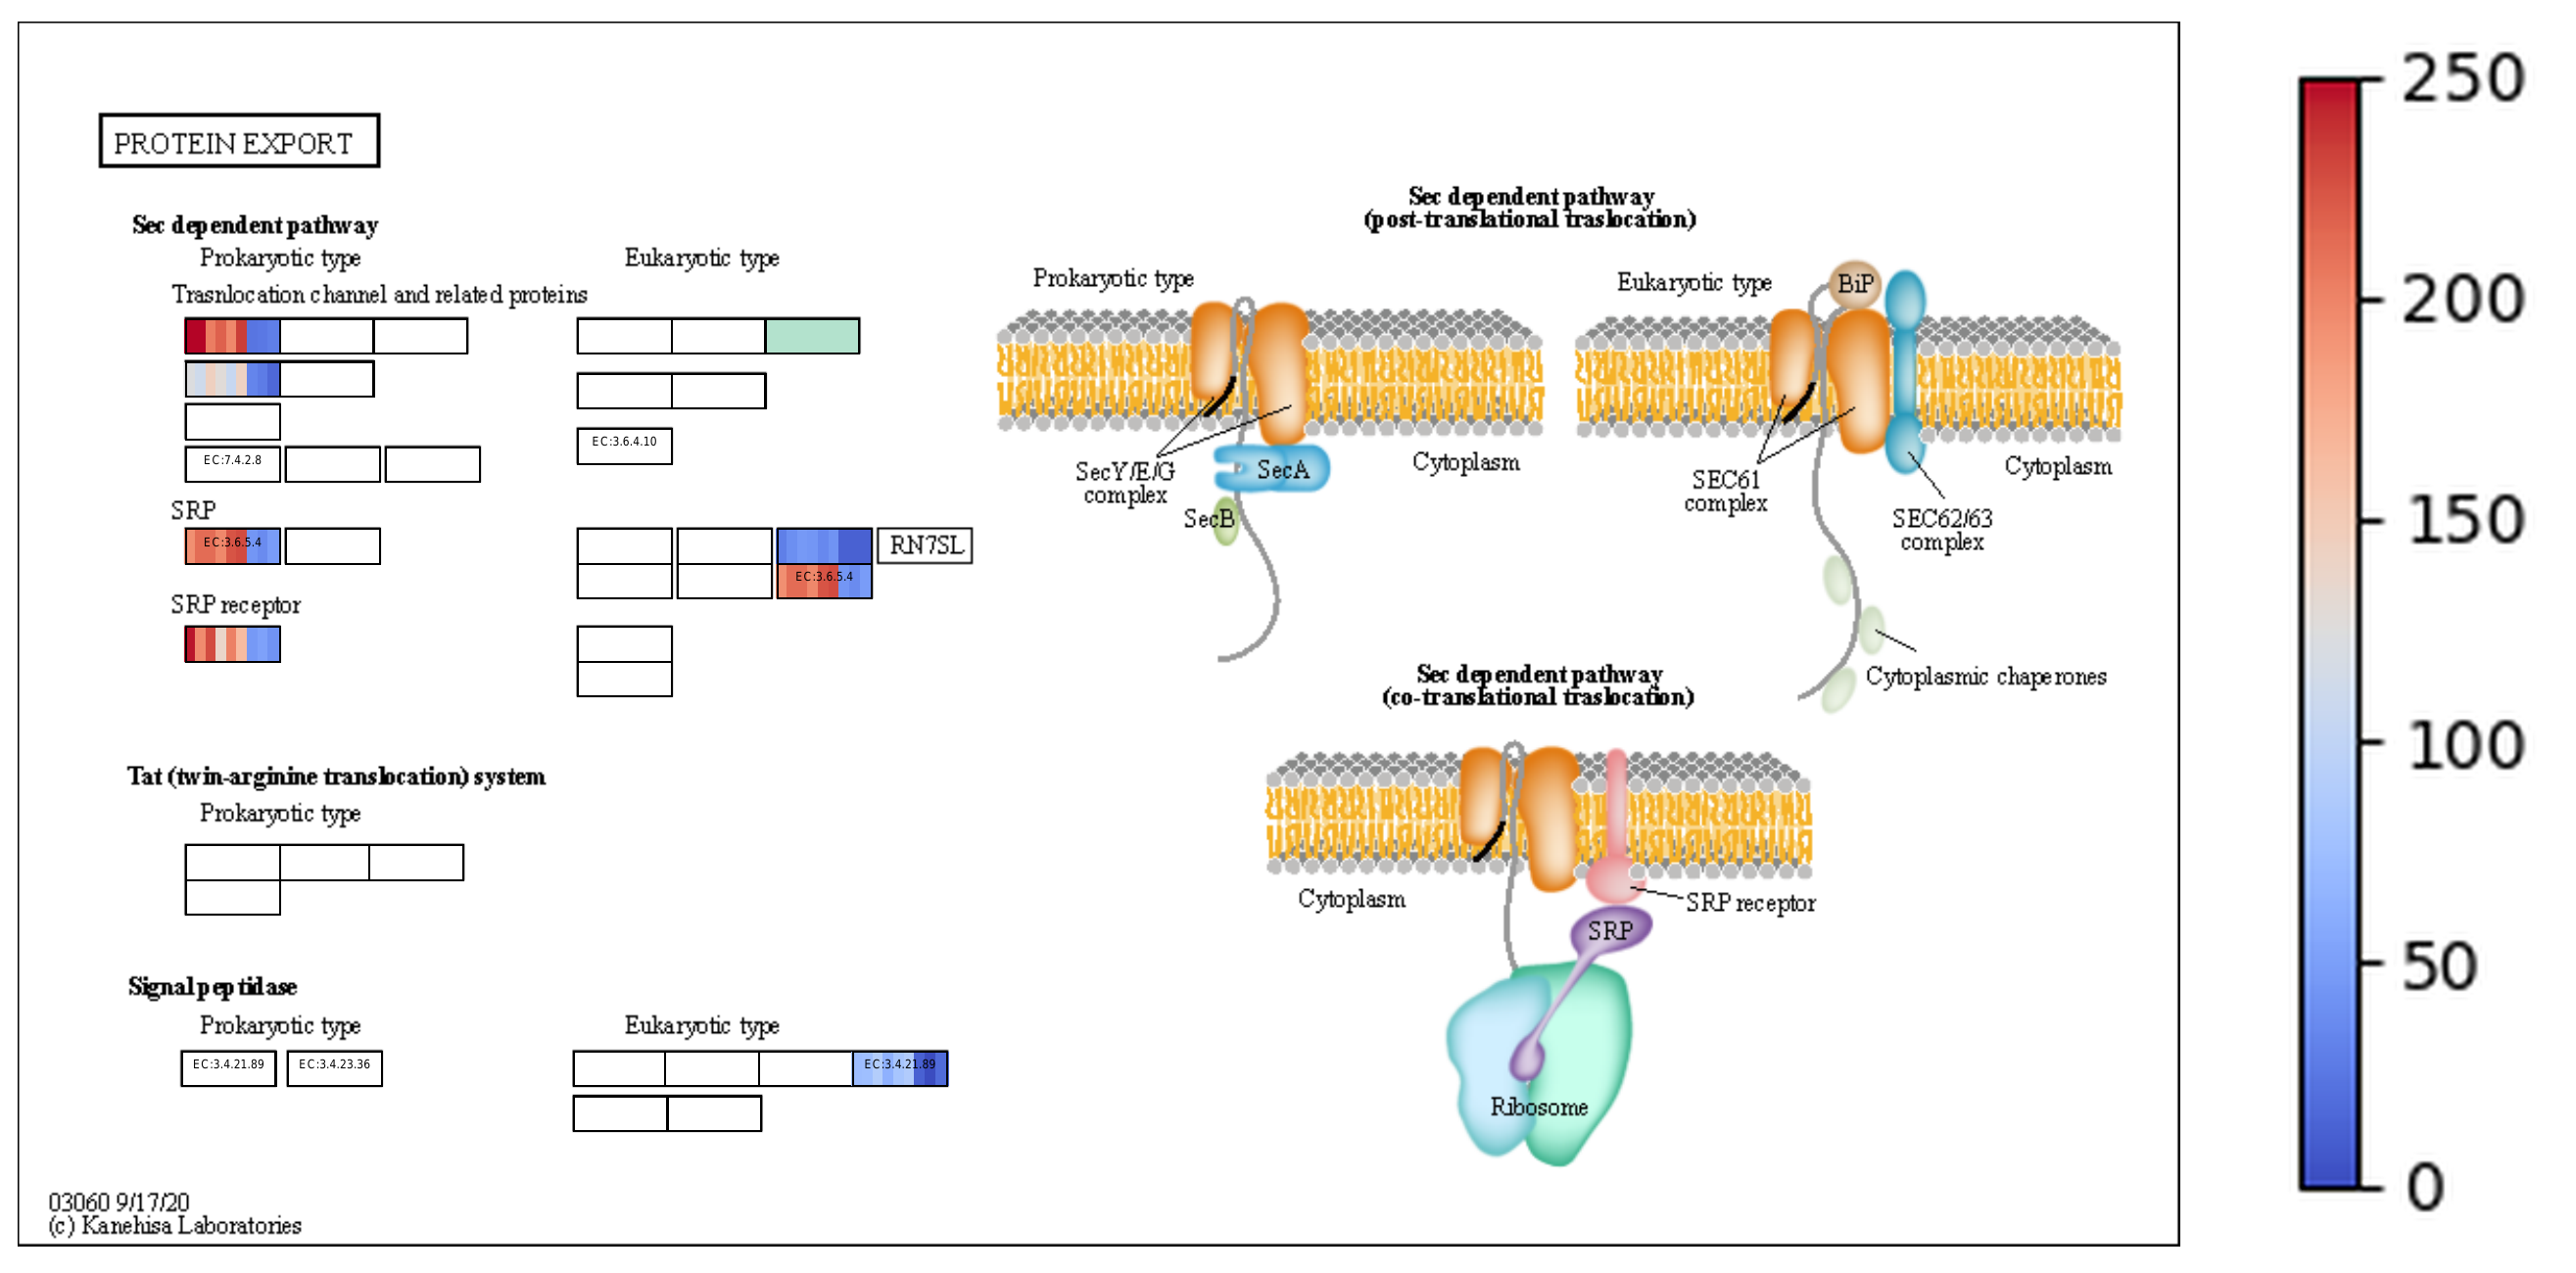 PROTEIN EXPORT
Sec dependent pathway
Prokaryotic type
Eukaryotic type
Trasnlocation channel and related proteins
EC:3.6.4.10
EC:7.4.2.8
SRP
EC:3.6.5.4
RN7SL
EC:3.6.5.4
SRP receptor
Tat (twin-arginine translocation) system
Prokaryotic type
Signal peptidase
Prokaryotic type
Eukaryotic type
EC:3.4.21.89
EC:3.4.23.36
EC:3.4.21.89
03060 9/17/20
(c) Kanehisa Laboratories
Sec dependent pathway
(post-translational traslocation)
Prokaryotic type
Eukaryotic type
BiP
SecY/E/G
complex
SecA
SecB
Cytoplasm
SEC61
complex
Cytoplasm
SEC62/63
complex
Cytoplasmic chaperones
Sec dependent pathway
(co-translational traslocation)
Cytoplasm
SRP receptor
SRP
Ribosome
250
200
150
100
50
0